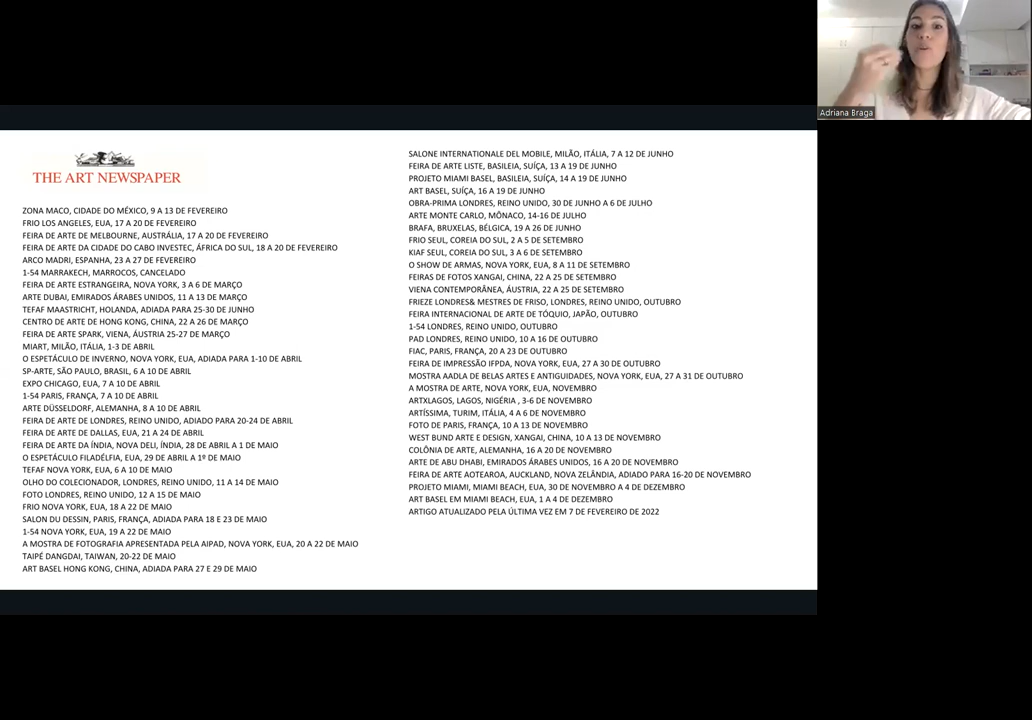 THE ART NEWSPAPER
ZONA MACO, CIDADE DO MÉXICO, 9 A 13 DE FEVEREIRO
FRIO LOS ANGELES, EUA, 17 A 20 DE FEVEREIRO
FEIRA DE ARTE DE MELBOURNE, AUSTRÁLIA, 17 A 20 DE FEVEREIRO
FEIRA DE ARTE DA CIDADE DO CABO INVESTEC, ÁFRICA DO SUL, 18 A 20 DE FEVEREIRO
ARCO MADRI, ESPANHA, 23 A 27 DE FEVEREIRO
1-54 MARRAKECH, MARROCOS, CANCELADO
FEIRA DE ARTE ESTRANGEIRA, NOVA YORK, 3 A 6 DE MARÇO
ARTE DUBAI, EMIRADOS ÁRABES UNIDOS, 11 A 13 DE MARÇO
TEFAF MAASTRICHT, HOLANDA, ADIADA PARA 25-30 DE JUNHO
CENTRO DE ARTE DE HONG KONG, CHINA, 22 A 26 DE MARÇO
FEIRA DE ARTE SPARK, VIENA, ÁUSTRIA 25-27 DE MARÇO
MIART, MILÃO, ITÁLIA, 1-3 DE ABRIL
O ESPETÁCULO DE INVERNO, NOVA YORK, EUA, ADIADA PARA 1-10 DE ABRIL
SP-ARTE, SÃO PAULO, BRASIL, 6 A 10 DE ABRIL
EXPO CHICAGO, EUA, 7 A 10 DE ABRIL
1-54 PARIS, FRANÇA, 7 A 10 DE ABRIL
ARTE DÜSSELDORF, ALEMANHA, 8 A 10 DE ABRIL
FEIRA DE ARTE DE LONDRES, REINO UNIDO, ADIADO PARA 20-24 DE ABRIL
FEIRA DE ARTE DE DALLAS, EUA, 21 A 24 DE ABRIL
FEIRA DE ARTE DA ÍNDIA, NOVA DELI, ÍNDIA, 28 DE ABRIL A 1 DE MAIO
O ESPETÁCULO FILADÉLFIA, EUA, 29 DE ABRIL A 1º DE MAIO
TEFAF NOVA YORK, EUA, 6 A 10 DE MAIO
OLHO DO COLECIONADOR, LONDRES, REINO UNIDO, 11 A 14 DE MAIO
FOTO LONDRES, REINO UNIDO, 12 A 15 DE MAIO
FRIO NOVA YORK, EUA, 18 A 22 DE MAIO
SALON DU DESSIN, PARIS, FRANÇA, ADIADA PARA 18 E 23 DE MAIO
1-54 NOVA YORK, EUA, 19 A 22 DE MAIO
A MOSTRA DE FOTOGRAFIA APRESENTADA PELA AIPAD, NOVA YORK, EUA, 20 A 22 DE MAIO
TAIPÉ DANGDAI, TAIWAN, 20-22 DE MAIO
ART BASEL HONG KONG, CHINA, ADIADA PARA 27 E 29 DE MAIO
SALONE INTERNATIONALE DEL MOBILE, MILÃO, ITÁLIA, 7 A 12 DE JUNHO
FEIRA DE ARTE LISTE, BASILEIA, SUÍÇA, 13 A 19 DE JUNHO
PROJETO MIAMI BASEL, BASILEIA, SUÍÇA, 14 A 19 DE JUNHO
ART BASEL, SUÍÇA, 16 A 19 DE JUNHO
OBRA-PRIMA LONDRES, REINO UNIDO, 30 DE JUNHO A 6 DE JULHO
ARTE MONTE CARLO, MÔNACO, 14-16 DE JULHO
BRAFA, BRUXELAS, BÉLGICA, 19 A 26 DE JUNHO
FRIO SEUL, COREIA DO SUL, 2 A 5 DE SETEMBRO
KIAF SEUL, COREIA DO SUL, 3 A 6 DE SETEMBRO
O SHOW DE ARMAS, NOVA YORK, EUA, 8 A 11 DE SETEMBRO
FEIRAS DE FOTOS XANGAI, CHINA, 22 A 25 DE SETEMBRO
VIENA CONTEMPORÂNEA, ÁUSTRIA, 22 A 25 DE SETEMBRO
FRIEZE LONDRES& MESTRES DE FRISO, LONDRES, REINO UNIDO, OUTUBRO
FEIRA INTERNACIONAL DE ARTE DE TÓQUIO, JAPÃO, OUTUBRO
1-54 LONDRES, REINO UNIDO, OUTUBRO
PAD LONDRES, REINO UNIDO, 10 A 16 DE OUTUBRO
FIAC, PARIS, FRANÇA, 20 A 23 DE OUTUBRO
FEIRA DE IMPRESSÃO IFPDA, NOVA YORK, EUA, 27 A 30 DE OUTUBRO
MOSTRA AADLA DE BELAS ARTES E ANTIGUIDADES, NOVA YORK, EUA, 27 A 31 DE OUTUBRO
A MOSTRA DE ARTE, NOVA YORK, EUA, NOVEMBRO
ARTXLAGOS, LAGOS, NIGÉRIA , 3-6 DE NOVEMBRO
ARTÍSSIMA, TURIM, ITÁLIA, 4 A 6 DE NOVEMBRO
FOTO DE PARIS, FRANÇA, 10 A 13 DE NOVEMBRO
WEST BUND ARTE E DESIGN, XANGAI, CHINA, 10 A 13 DE NOVEMBRO
COLÔNIA DE ARTE, ALEMANHA, 16 A 20 DE NOVEMBRO
ARTE DE ABU DHABI, EMIRADOS ÁRABES UNIDOS, 16 A 20 DE NOVEMBRO
FEIRA DE ARTE AOTEAROA, AUCKLAND, NOVA ZELÂNDIA, ADIADO PARA 16-20 DE NOVEMBRO
PROJETO MIAMI, MIAMI BEACH, EUA, 30 DE NOVEMBRO A 4 DE DEZEMBRO
ART BASEL EM MIAMI BEACH, EUA, 1 A 4 DE DEZEMBRO
ARTIGO ATUALIZADO PELA ÚLTIMA VEZ EM 7 DE FEVEREIRO DE 2022
Adriana Braga